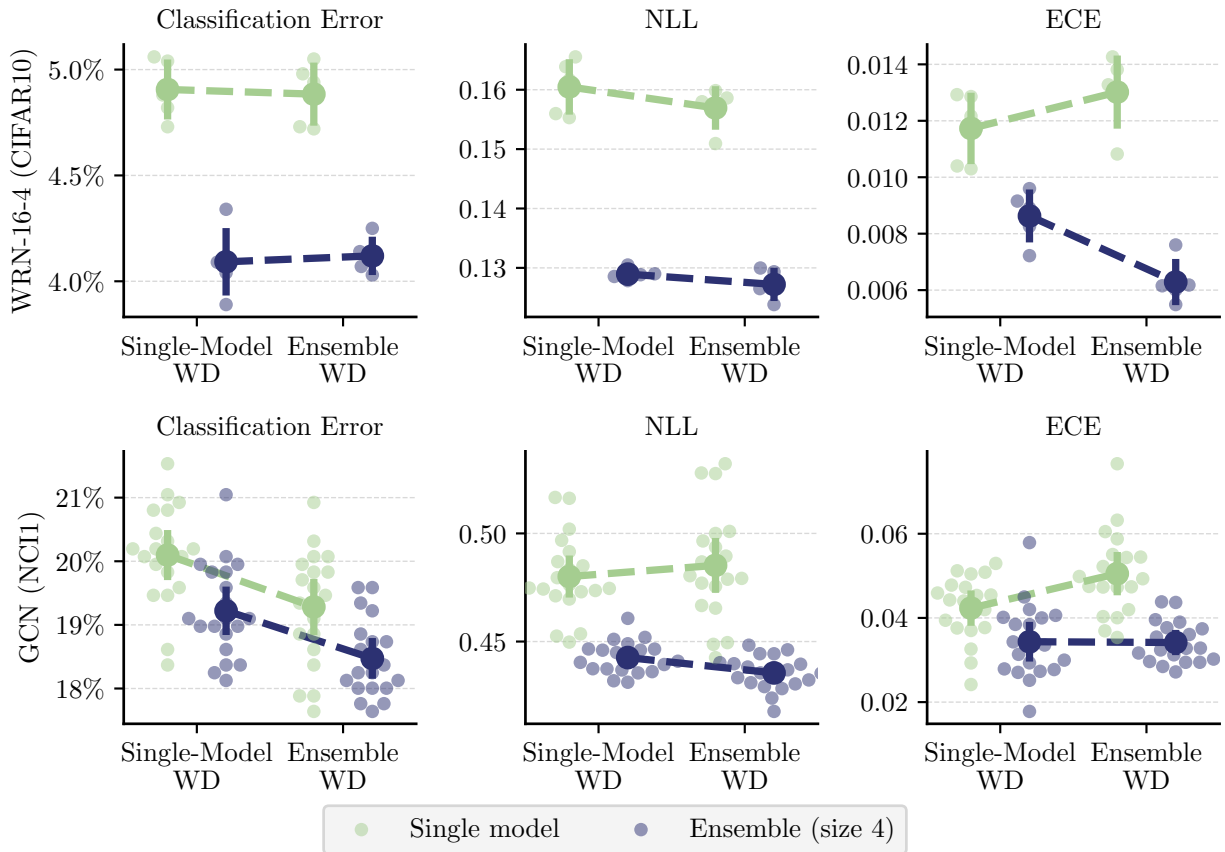 Classification Error
NLL
ECE
WRN-16-4 (CIFAR10)
5.0%
4.5%
4.0%
0.16
0.15
0.14
0.13
0.014
0.012
0.010
0.008
0.006
Single-Model WD
Ensemble WD
Single-Model WD
Ensemble WD
Single-Model WD
Ensemble WD
Classification Error
NLL
ECE
GCN (NCI1)
21%
20%
19%
18%
0.50
0.45
0.06
0.04
0.02
Single-Model WD
Ensemble WD
Single-Model WD
Ensemble WD
Single-Model WD
Ensemble WD
Single model
Ensemble (size 4)